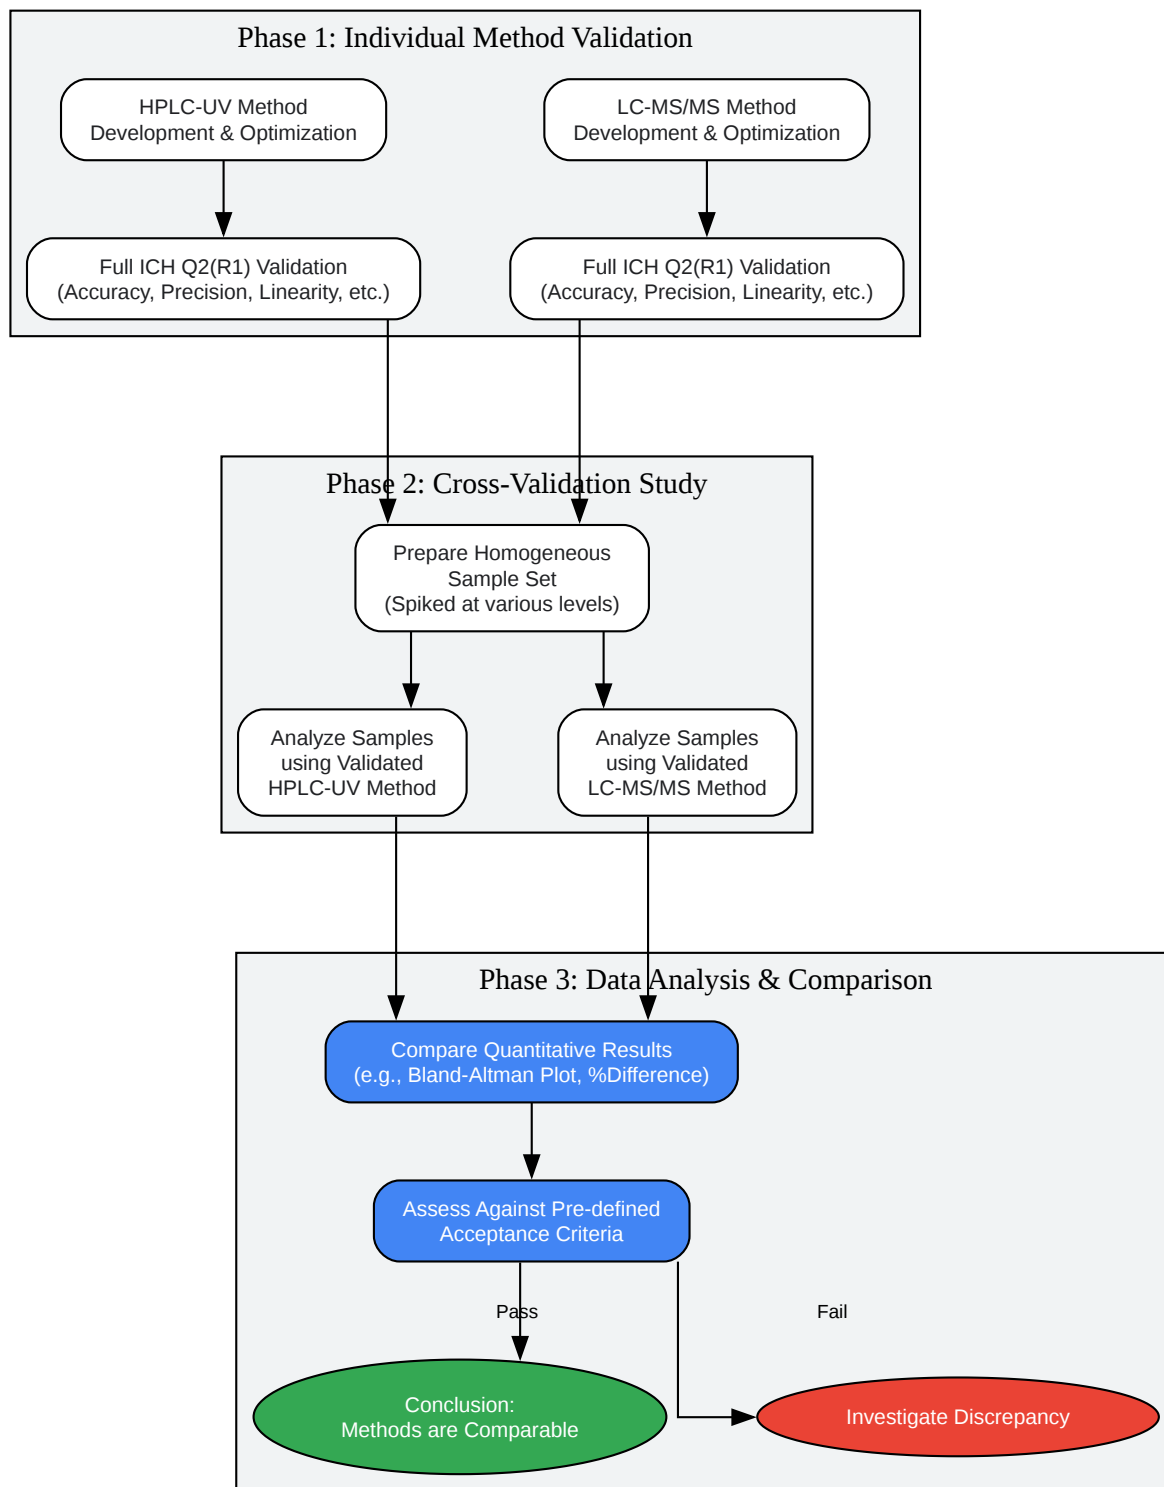 Phase 1: Individual Method Validation
HPLC-UV Method
Development & Optimization
LC-MS/MS Method
Development & Optimization
Full ICH Q2(R1) Validation
(Accuracy, Precision, Linearity, etc.)
Full ICH Q2(R1) Validation
(Accuracy, Precision, Linearity, etc.)
Phase 2: Cross-Validation Study
Prepare Homogeneous
Sample Set
(Spiked at various levels)
Analyze Samples
using Validated
HPLC-UV Method
Analyze Samples
using Validated
LC-MS/MS Method
Phase 3: Data Analysis & Comparison
Compare Quantitative Results
(e.g., Bland-Altman Plot, %Difference)
Assess Against Pre-defined
Acceptance Criteria
Pass
Fail
Conclusion:
Methods are Comparable
Investigate Discrepancy